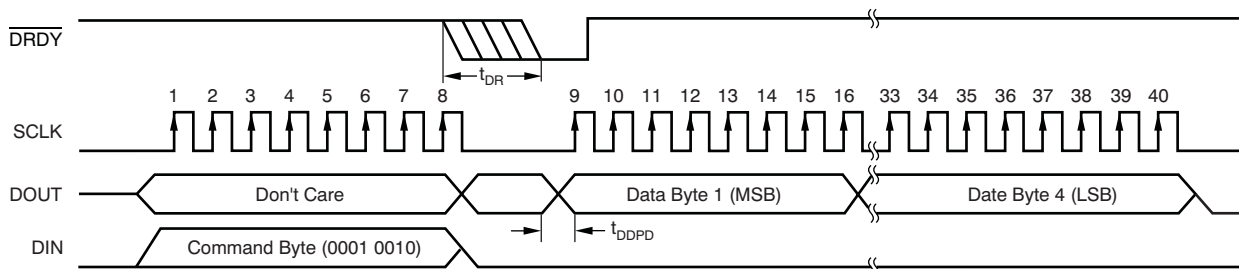 DRDY
tDR
1 2 3 4 5 6 7 8 9 10 11 12 13 14 15 16 33 34 35 36 37 38 39 40
SCLK
DOUT Don't Care Data Byte 1 (MSB) Date Byte 4 (LSB)
tDDPD
DIN Command Byte (0001 0010)